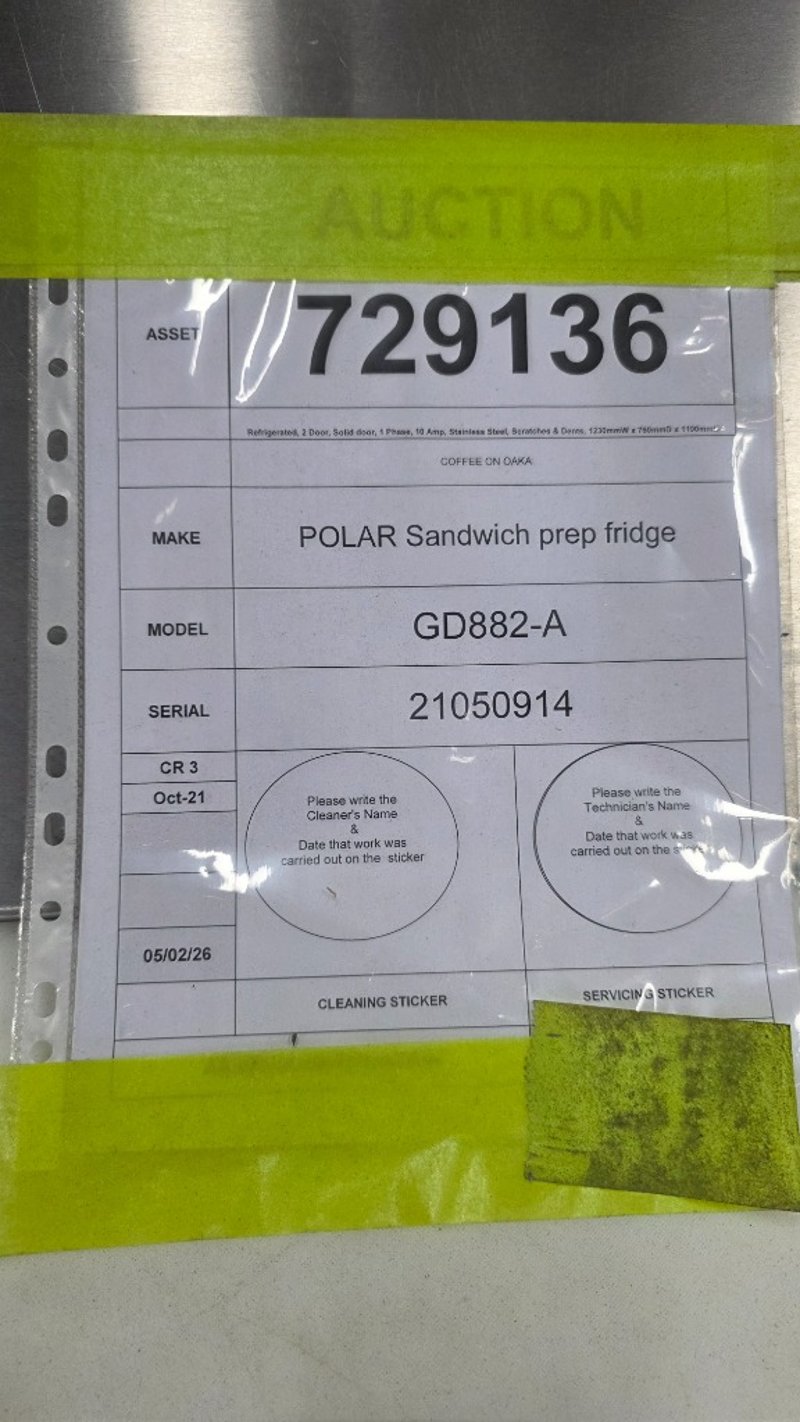 AUCTION
ASSET 729136
Refrigerated, 2 Door, Solid door, 1 Phase, 10 Amp, Stainless Steel, Scratches & Dents, 1230mmW x 760mmD x 1100mm
COFFEE ON DAKA
MAKE POLAR Sandwich prep fridge
MODEL GD882-A
SERIAL 21050914
CR 3
Oct-21
05/02/26
Please write the
Cleaner's Name
&
Date that work was
carried out on the sticker
Please write the
Technician's Name
&
Date that work was
carried out on the
CLEANING STICKER
SERVICING STICKER